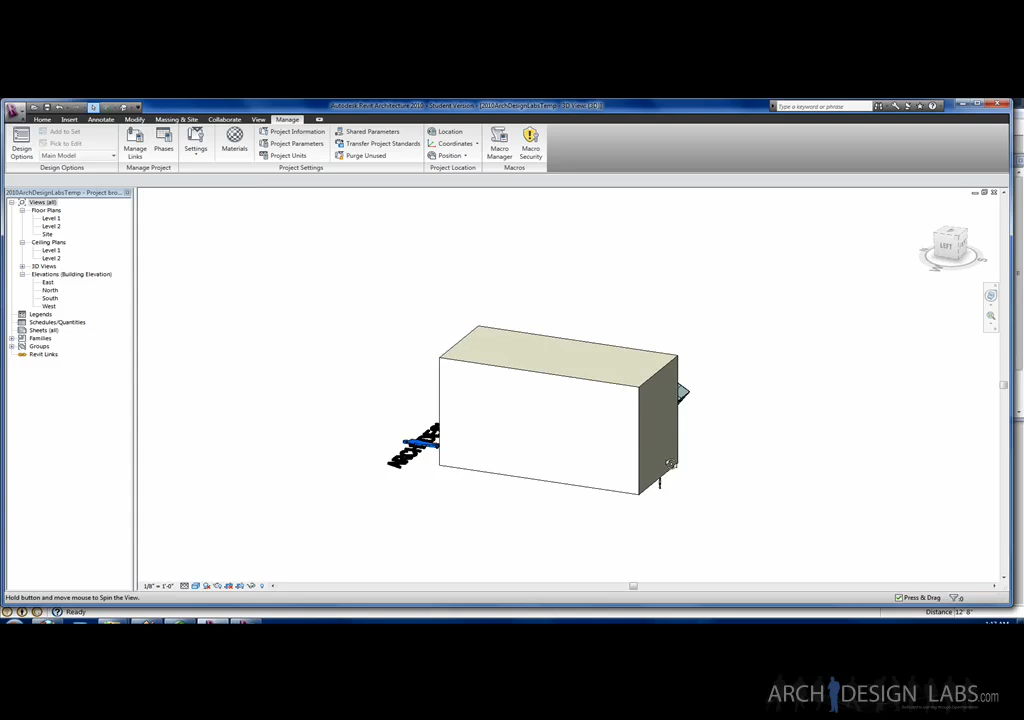 Autodesk Revit Architecture 2010 - Student Version - [2010ArchDesignLabsTemp - 3D View: {3D}]
Type a keyword or phrase
Home Insert Annotate Modify Massing & Site Collaborate View Manage
Design Options
Add to Set
Pick to Edit
Main Model
Manage Links
Phases
Settings
Materials
Project Information
Project Parameters
Project Units
Shared Parameters
Transfer Project Standards
Purge Unused
Location
Coordinates
Position
Macro Manager
Macro Security
Design Options Manage Project Project Settings Project Location Macros
2010ArchDesignLabsTemp - Project bro...
Views (all)
Floor Plans
Level 1
Level 2
Site
Ceiling Plans
Level 1
Level 2
3D Views
Elevations (Building Elevation)
East
North
South
West
Legends
Schedules/Quantities
Sheets (all)
Families
Groups
Revit Links
LEFT
1/8" = 1'-0"
Hold button and move mouse to Spin the View.
Press & Drag
:0
Ready
Distance 12' 8"
ARCH DESIGN LABS.com